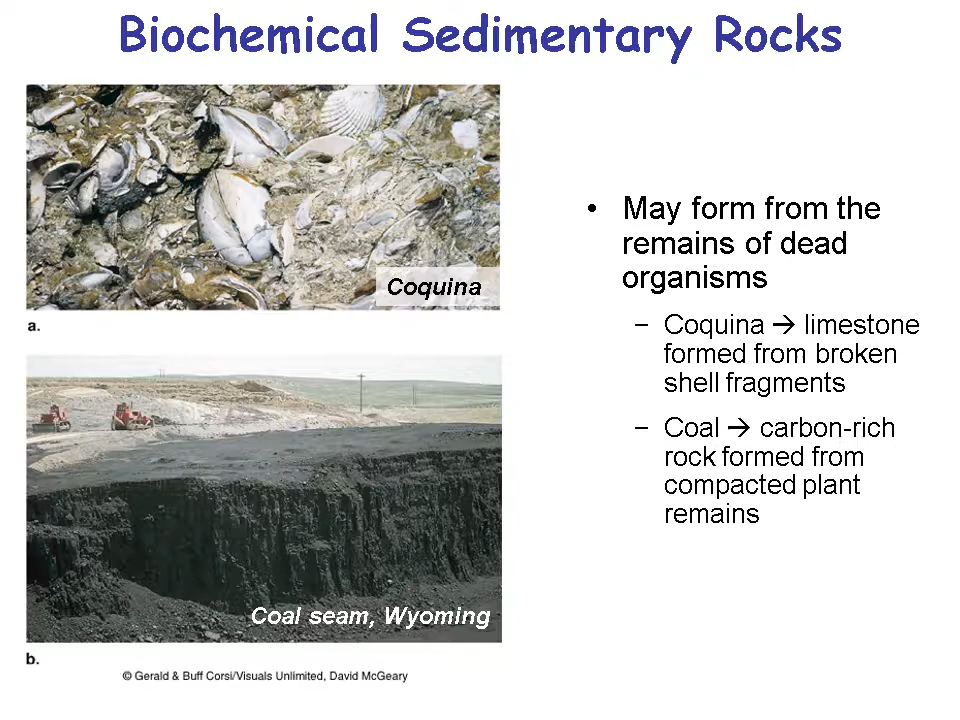 Biochemical Sedimentary Rocks
Coquina
a.
Coal seam, Wyoming
b.
© Gerald & Buff Corsi/Visuals Unlimited, David McGeary
• May form from the
remains of dead
organisms
– Coquina → limestone
formed from broken
shell fragments
– Coal → carbon-rich
rock formed from
compacted plant
remains